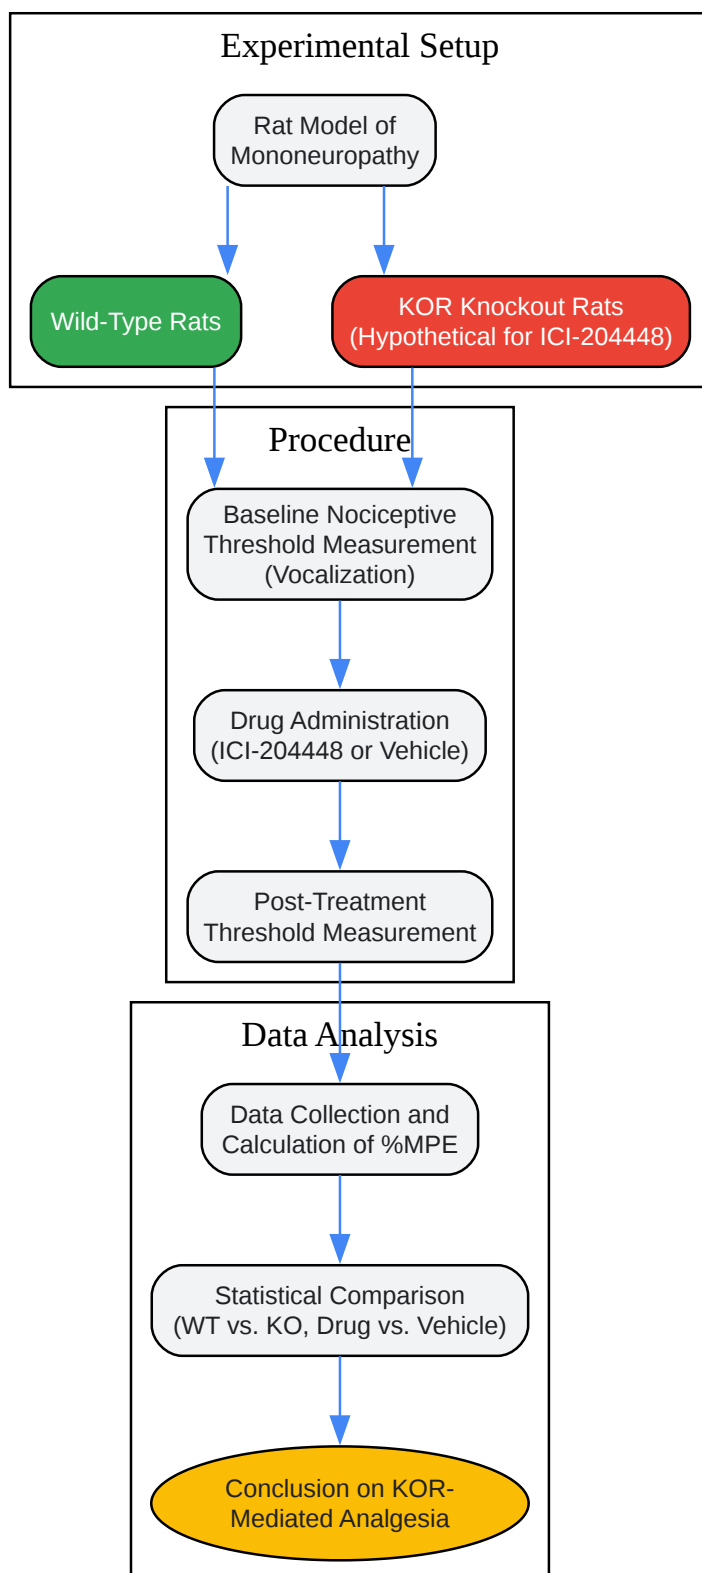 Experimental Setup
Rat Model of
Mononeuropathy
Wild-Type Rats
KOR Knockout Rats
(Hypothetical for ICI-204448)
Procedure
Baseline Nociceptive
Threshold Measurement
(Vocalization)
Drug Administration
(ICI-204448 or Vehicle)
Post-Treatment
Threshold Measurement
Data Analysis
Data Collection and
Calculation of %MPE
Statistical Comparison
(WT vs. KO, Drug vs. Vehicle)
Conclusion on KOR-
Mediated Analgesia